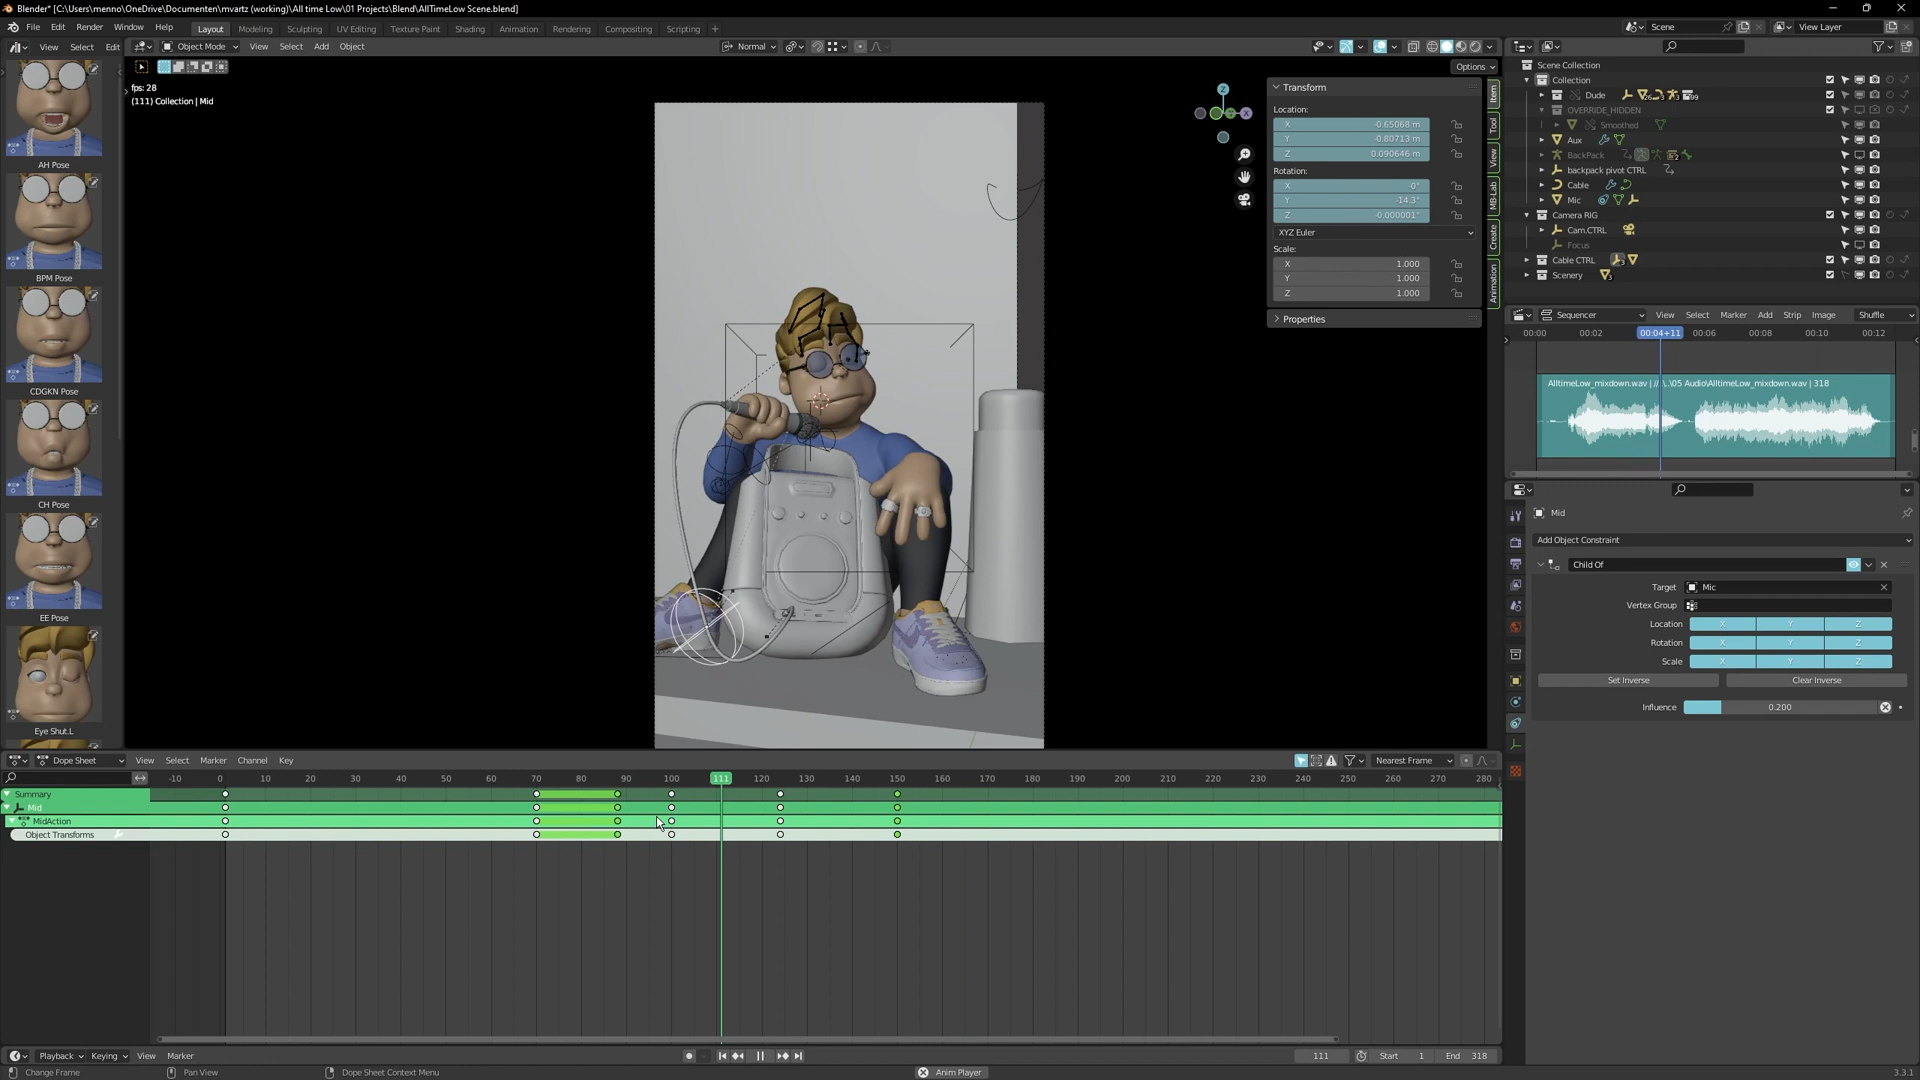 Blender* [C:\Users\menno\OneDrive\Documenten\mvartz (working)\All time Low\01 Projects\Blend\AllTimeLow Scene.blend]
File Edit Render Window Help Layout Modeling Sculpting UV Editing Texture Paint Shading Animation Rendering Compositing Scripting + Scene View Layer
View Select Edit Object Mode View Select Add Object Normal
Options
fps: 28
(111) Collection | Mid
AH Pose
BPM Pose
CDGKN Pose
CH Pose
EE Pose
Eye Shut.L
Z
X
Transform
Location:
X -0.65068 m
Y -0.80713 m
Z 0.090646 m
Rotation:
X -0°
Y -14.3°
Z -0.000001°
XYZ Euler
Scale:
X 1.000
Y 1.000
Z 1.000
Properties
Item
Tool
View
MB-Lab
Create
Animation
Scene Collection
Collection
Dude
OVERRIDE_HIDDEN
Smoothed
Aux
BackPack
backpack pivot CTRL
Cable
Mic
Camera RIG
Cam.CTRL
Focus
Cable CTRL
Scenery
Sequencer View Select Marker Add Strip Image Shuffle
00:00 00:02 00:04+11 00:06 00:08 00:10 00:12
AlltimeLow_mixdown.wav | //..\..\05 Audio\AlltimeLow_mixdown.wav | 318
Mid
Add Object Constraint
Child Of
Target Mic
Vertex Group
Location X Y Z
Rotation X Y Z
Scale X Y Z
Set Inverse Clear Inverse
Influence 0.200
Dope Sheet View Select Marker Channel Key Nearest Frame
-10 0 10 20 30 40 50 60 70 80 90 100 111 120 130 140 150 160 170 180 190 200 210 220 230 240 250 260 270 280
Summary
Mid
MidAction
Object Transforms
Playback Keying View Marker 111 Start 1 End 318
Change Frame Pan View Dope Sheet Context Menu Anim Player 3.3.1